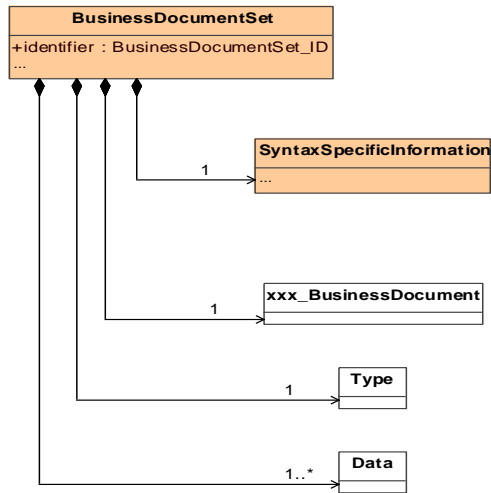 BusinessDocumentSet
+identifier : BusinessDocumentSet_ID
...
SyntaxSpecificInformation
1
...
xxx_BusinessDocument
1
Type
1
Data
1..*